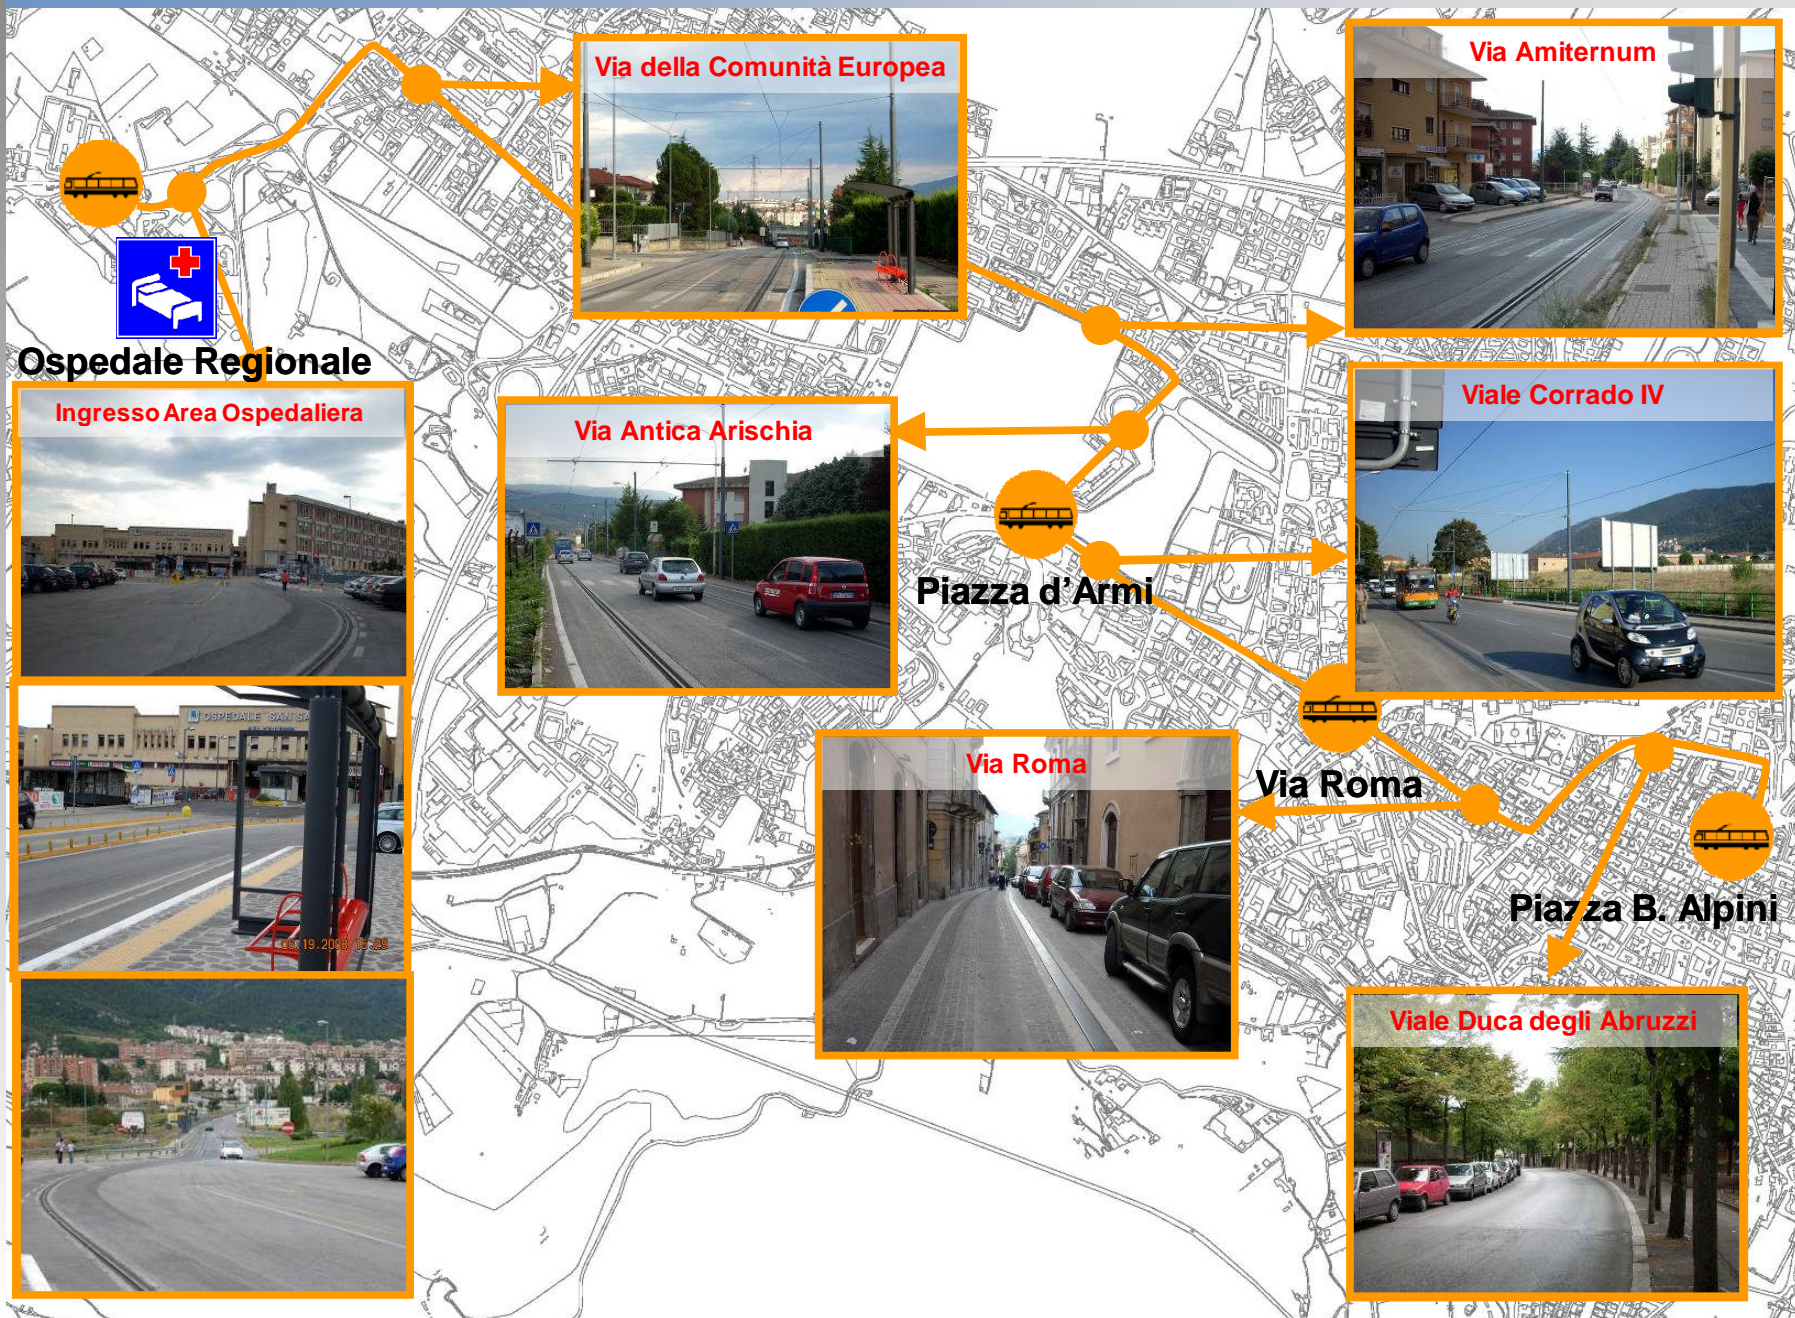 Via della Comunità Europea
Via Amiternum
Ospedale Regionale
Ingresso Area Ospedaliera
Via Antica Arischia
Viale Corrado IV
Piazza d'Armi
OSPEDALE SAN SA
Via Roma
Via Roma
Piazza B. Alpini
Viale Duca degli Abruzzi